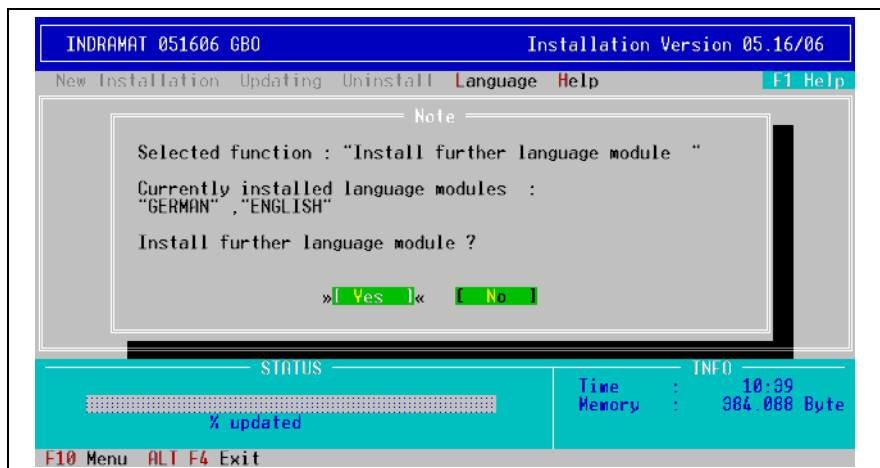 INDRAMAT 051606 GBO Installation Version 05.16/06
New Installation Updating Uninstall Language Help F1 Help
Note
Selected function : "Install further language module "
Currently installed language modules :
"GERMAN" ,"ENGLISH"
Install further language module ?
»[ Yes ]« [ No ]
STATUS
% updated
INFO
Time : 10:39
Memory : 384.088 Byte
F10 Menu ALT F4 Exit